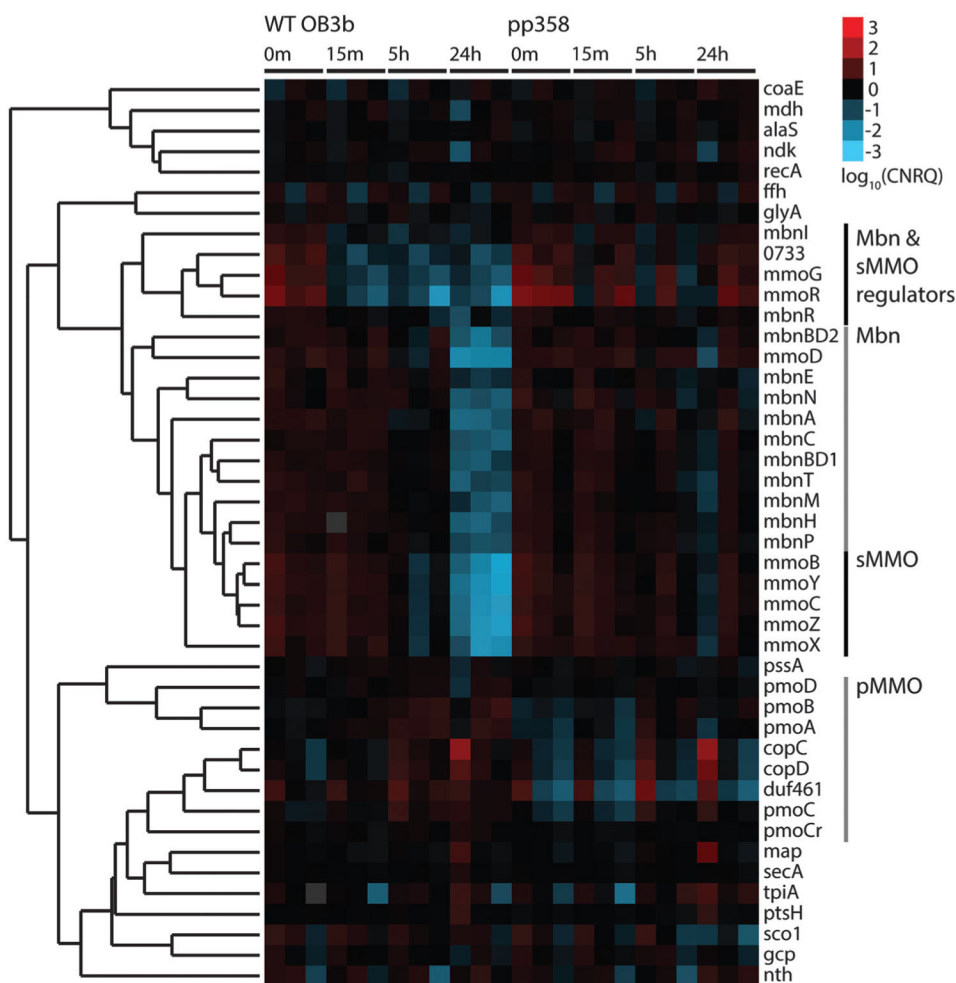 WT OB3b pp358
0m 15m 5h 24h 0m 15m 5h 24h
3
2
1
0
-1
-2
-3
log10(CNRQ)
coaE
mdh
alaS
ndk
recA
ffh
glyA
mbnI
0733
mmoG
mmoR
mbnR
mbnBD2
mmoD
mbnE
mbnN
mbnA
mbnC
mbnBD1
mbnT
mbnM
mbnH
mbnP
mmoB
mmoY
mmoC
mmoZ
mmoX
pssA
pmoD
pmoB
pmoA
copC
copD
duf461
pmoC
pmoCr
map
secA
tpiA
ptsH
sco1
gcp
nth
Mbn &
sMMO
regulators
Mbn
sMMO
pMMO